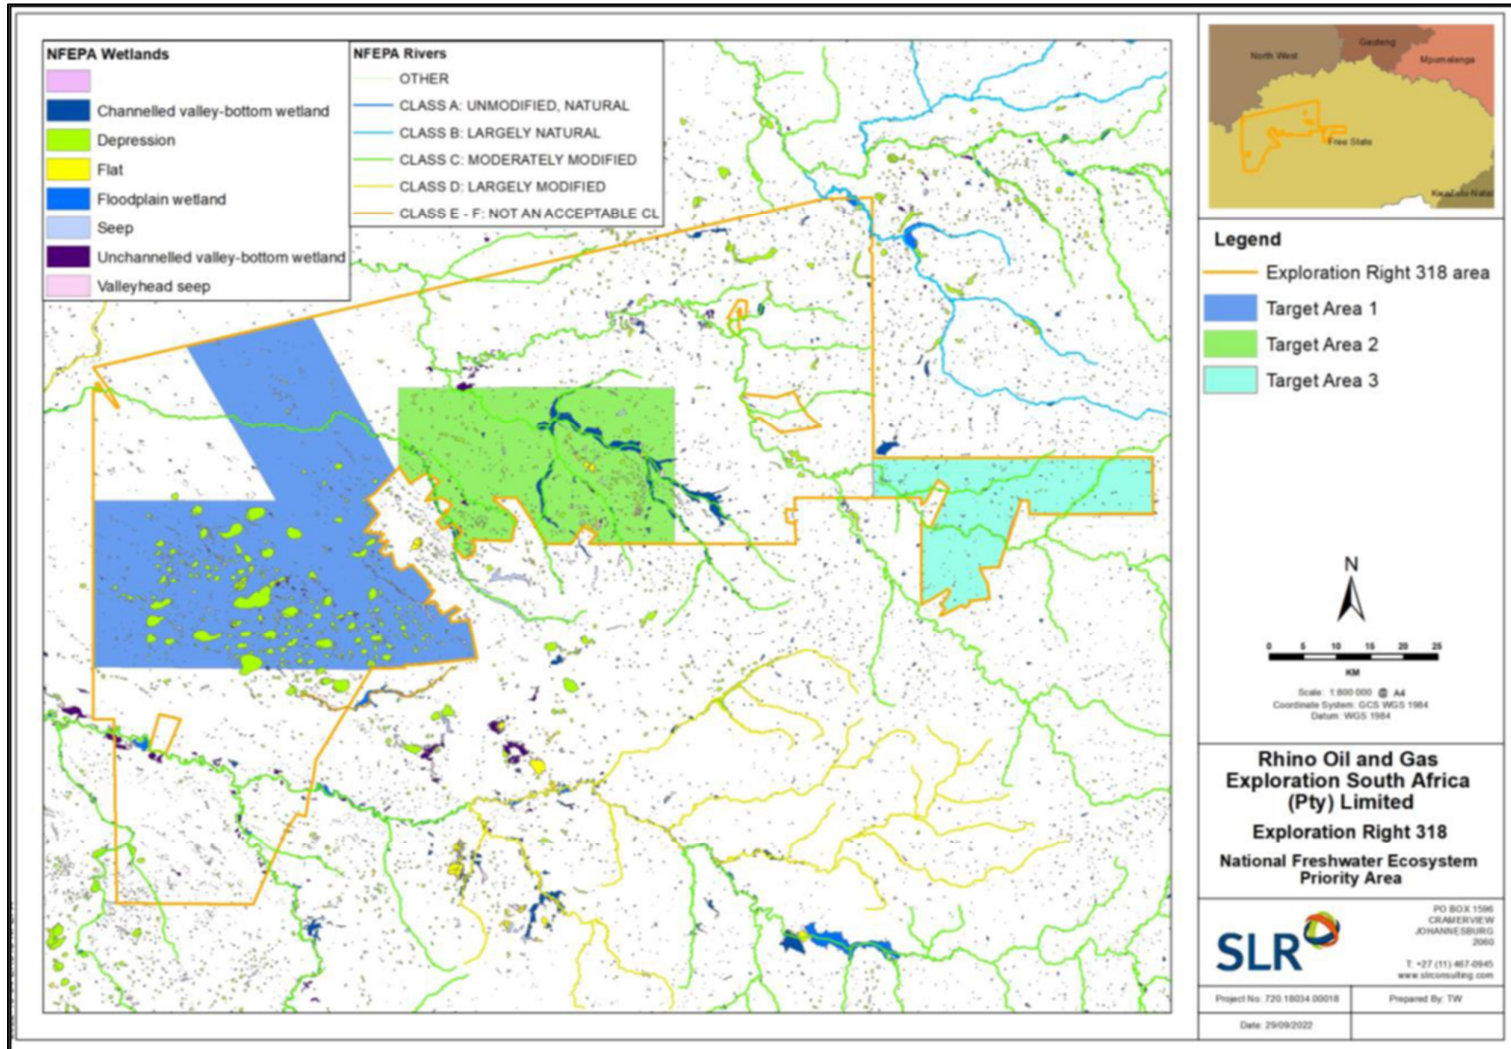 NFEPA Wetlands
Channelled valley-bottom wetland
Depression
Flat
Floodplain wetland
Seep
Unchannelled valley-bottom wetland
Valleyhead seep
NFEPA Rivers
OTHER
CLASS A: UNMODIFIED, NATURAL
CLASS B: LARGELY NATURAL
CLASS C: MODERATELY MODIFIED
CLASS D: LARGELY MODIFIED
CLASS E - F: NOT AN ACCEPTABLE CL
North West
Gauteng
Mpumalanga
Free State
KwaZulu-Natal
Legend
Exploration Right 318 area
Target Area 1
Target Area 2
Target Area 3
N
0 5 10 15 20 25
KM
Scale: 1:800 000 @ A4
Coordinate System: GCS WGS 1984
Datum: WGS 1984
Rhino Oil and Gas
Exploration South Africa
(Pty) Limited
Exploration Right 318
National Freshwater Ecosystem
Priority Area
SLR
PO BOX 1596
CRAMERVIEW
JOHANNESBURG
2060
T: +27 (11) 467-0945
www.slrconsulting.com
Project No: 720.18034.00018
Prepared By: TW
Date: 29/09/2022